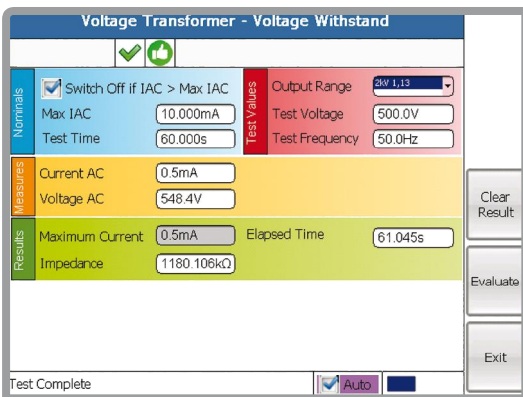 Voltage Transformer - Voltage Withstand
Nominals
Switch Off if IAC > Max IAC
Max IAC 10.000mA
Test Time 60.000s
Test Values
Output Range 2kV 1,13
Test Voltage 500.0V
Test Frequency 50.0Hz
Measures
Current AC 0.5mA
Voltage AC 548.4V
Results
Maximum Current 0.5mA Elapsed Time 61.045s
Impedance 1180.106kΩ
Clear
Result
Evaluate
Exit
Test Complete Auto